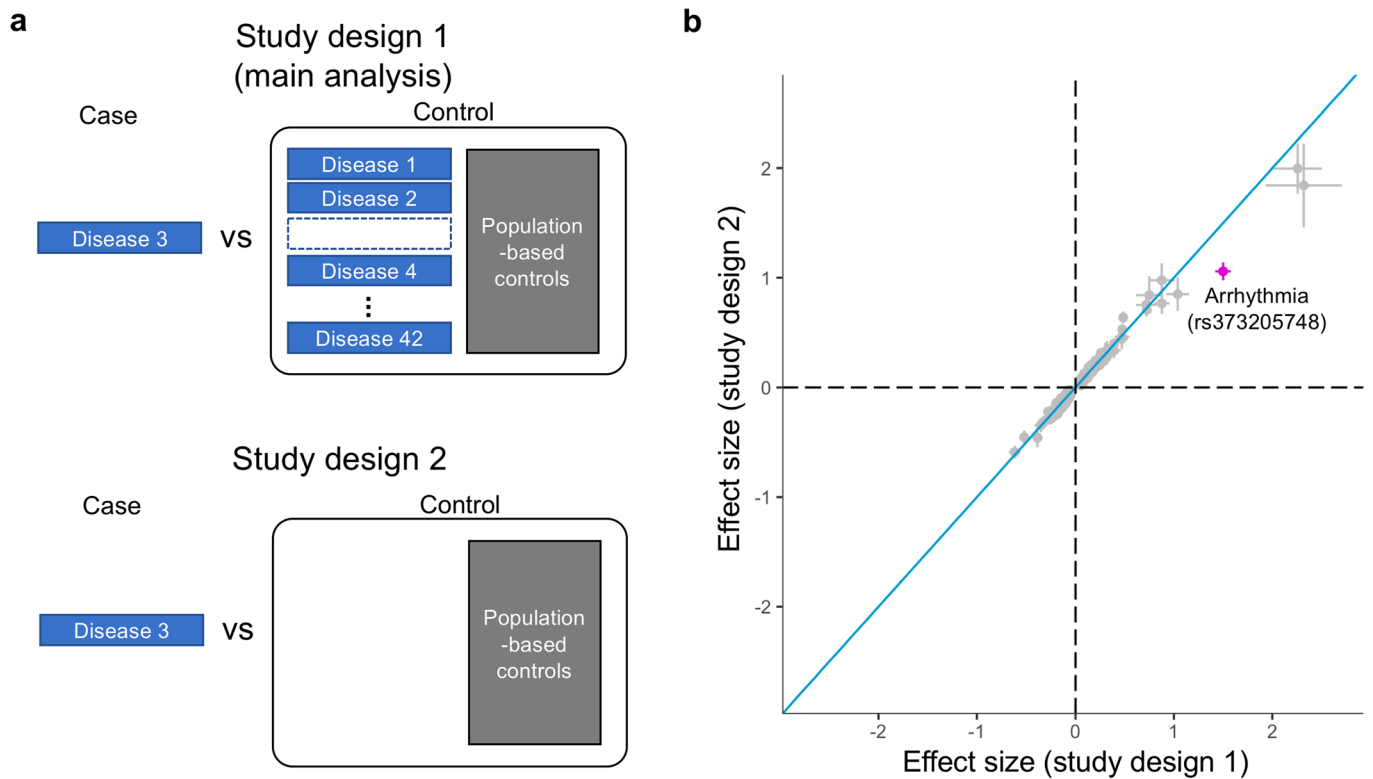 a
Study design 1
(main analysis)
Case
Control
Disease 3
vs
Disease 1
Disease 2
Disease 4
⋮
Disease 42
Population
-based
controls
Study design 2
Case
Control
Disease 3
vs
Population
-based
controls
b
Effect size (study design 2)
2
1
0
-1
-2
Arrhythmia
(rs373205748)
-2
-1
0
1
2
Effect size (study design 1)